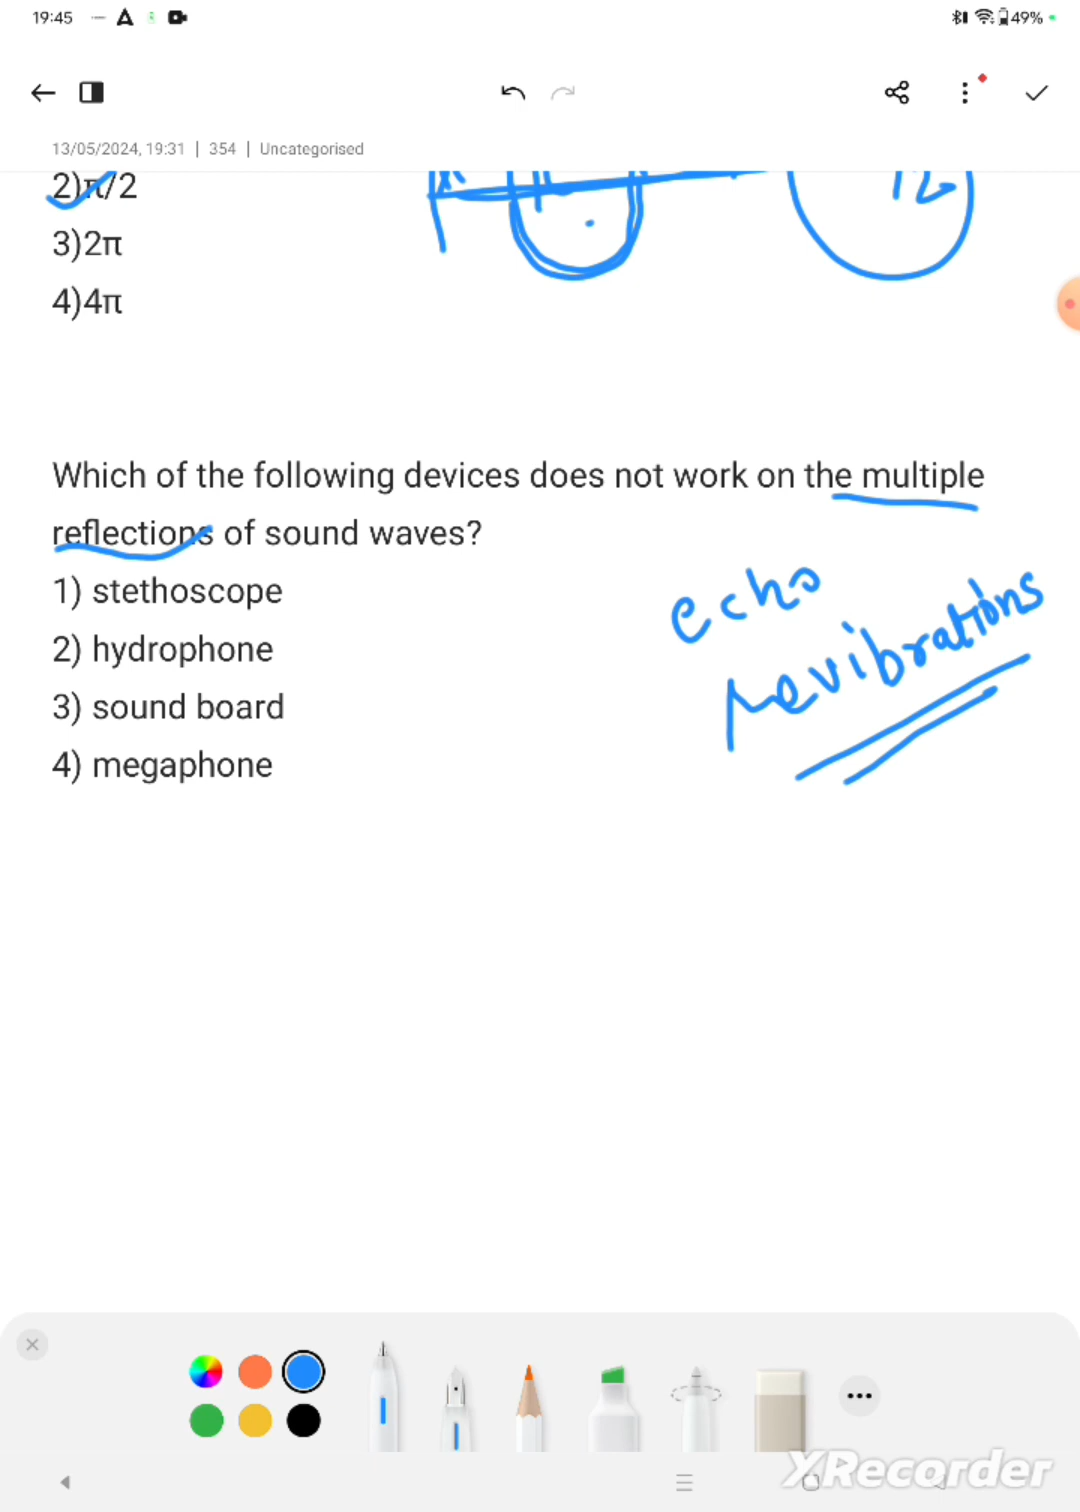 19:45
49%
13/05/2024, 19:31 | 354 | Uncategorised
2)π/2
12
3)2π
4)4π
Which of the following devices does not work on the multiple
reflections of sound waves?
1) stethoscope
echo
2) hydrophone
revibrations
3) sound board
4) megaphone
XRecorder